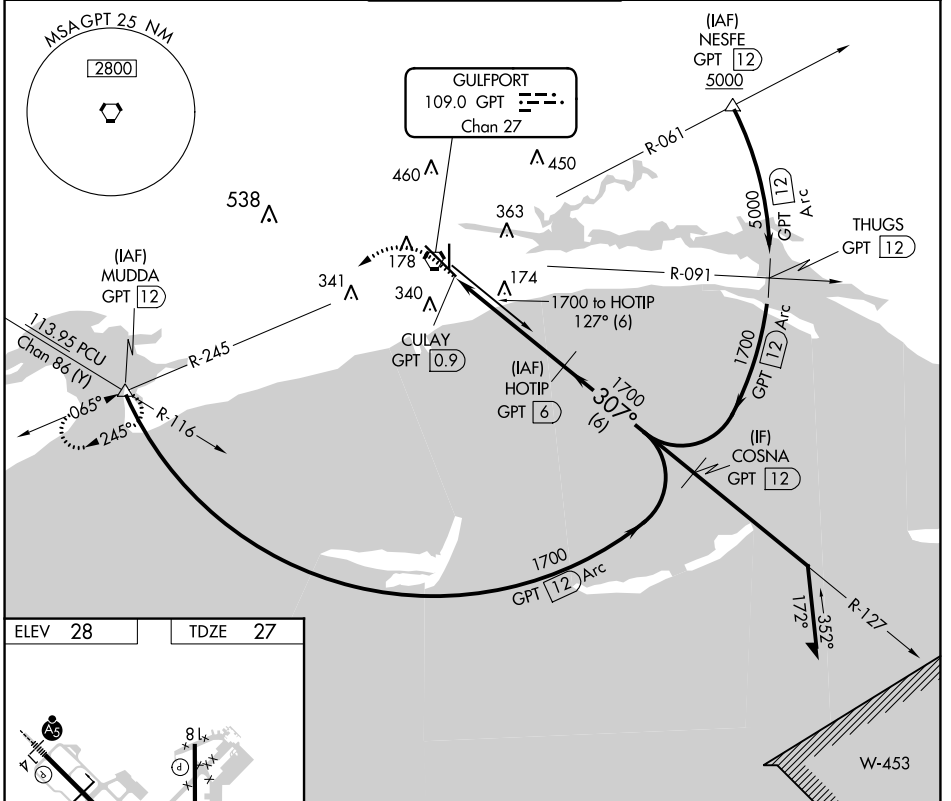 MSA GPT 25 NM
2800
GULFPORT
109.0 GPT
Chan 27
(IAF)
NESFE
GPT 12
5000
R-061
460
450
538
363
5000
GPT 12 Arc
THUGS
GPT 12
(IAF)
MUDDA
GPT 12
178
341
340
174
R-091
1700 to HOTIP
127° (6)
CULAY
GPT 0.9
113.95 PCU
Chan 86 (Y)
R-245
(IAF)
HOTIP
GPT 6
1700
GPT 12 Arc
1700
307°
(6)
065°
245°
R-116
(IF)
COSNA
GPT 12
1700
GPT 12 Arc
172°
352°
R-127
W-453
ELEV 28
TDZE 27
A5
14
P
18
P
L